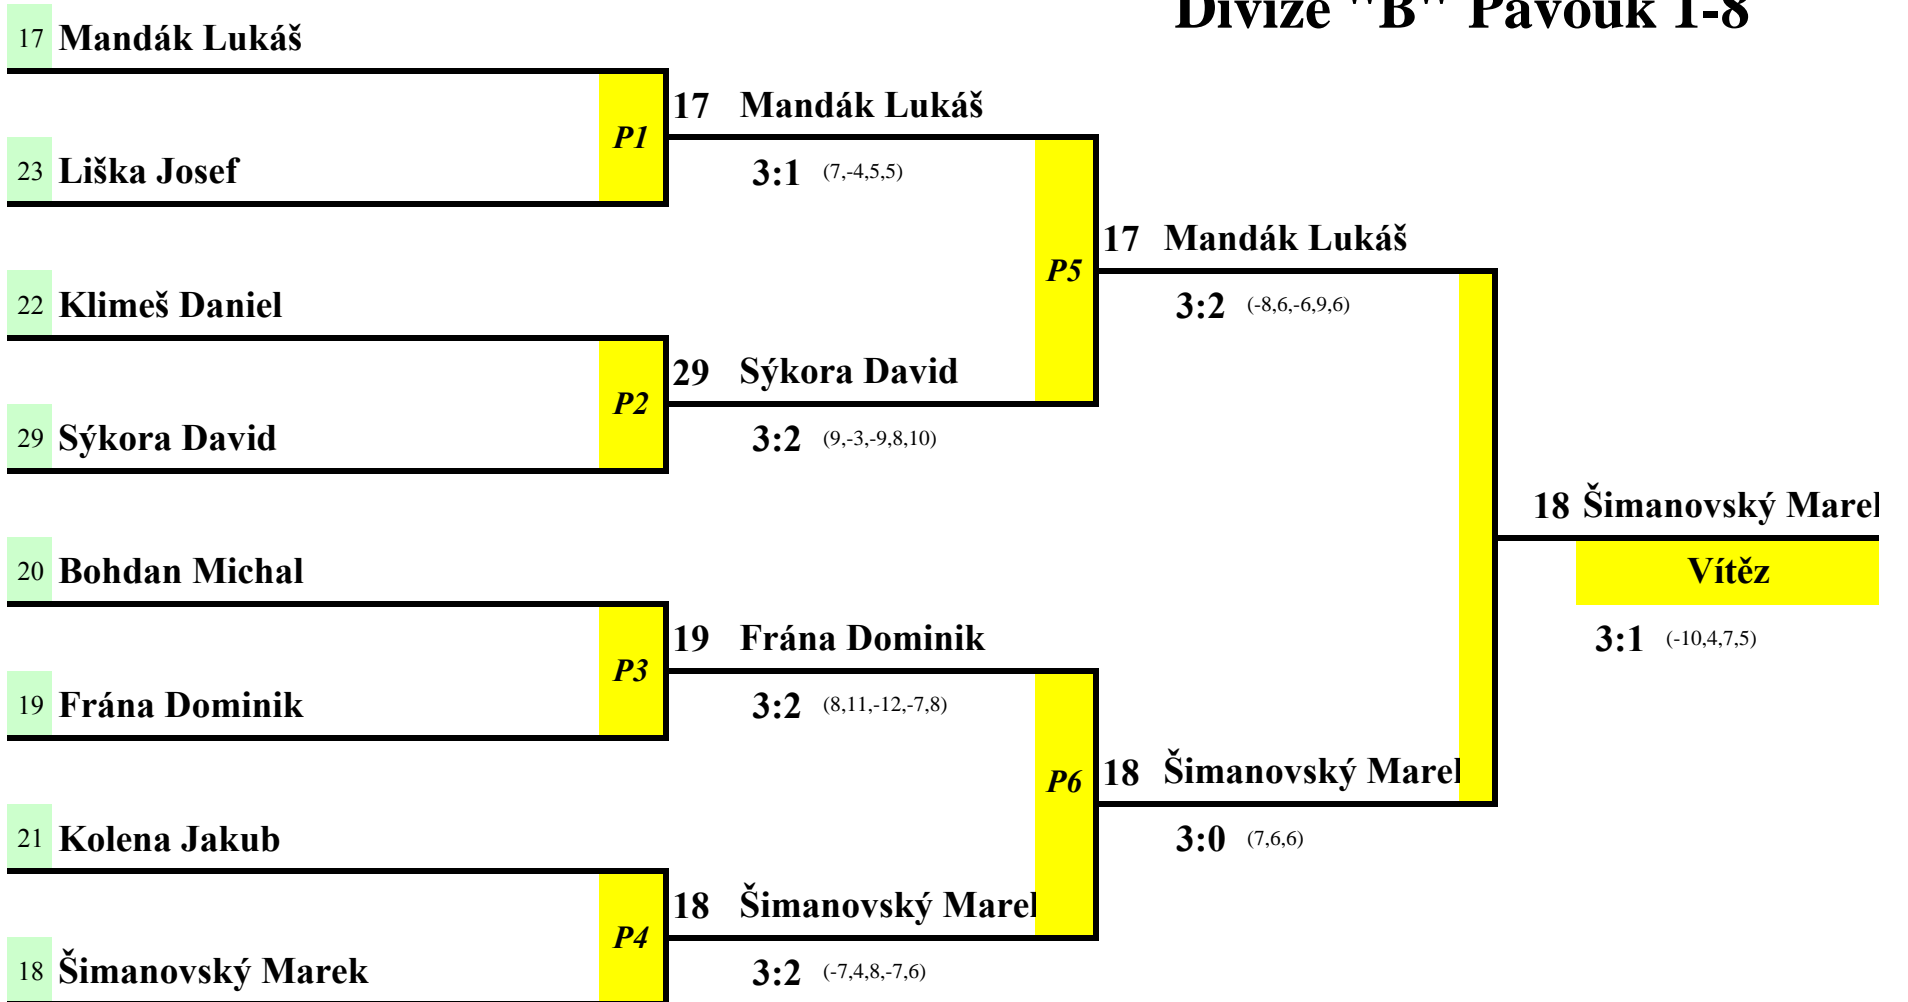 Divize "B" Pavouk 1-8
17 Mandák Lukáš
17 Mandák Lukáš
P1
3:1 (7,-4,5,5)
23 Liška Josef
17 Mandák Lukáš
P5
3:2 (-8,6,-6,9,6)
22 Klimeš Daniel
29 Sýkora David
P2
3:2 (9,-3,-9,8,10)
29 Sýkora David
18 Šimanovský Marek
Vítěz
3:1 (-10,4,7,5)
20 Bohdan Michal
19 Frána Dominik
P3
3:2 (8,11,-12,-7,8)
19 Frána Dominik
18 Šimanovský Marek
P6
3:0 (7,6,6)
21 Kolena Jakub
18 Šimanovský Marek
P4
3:2 (-7,4,8,-7,6)
18 Šimanovský Marek